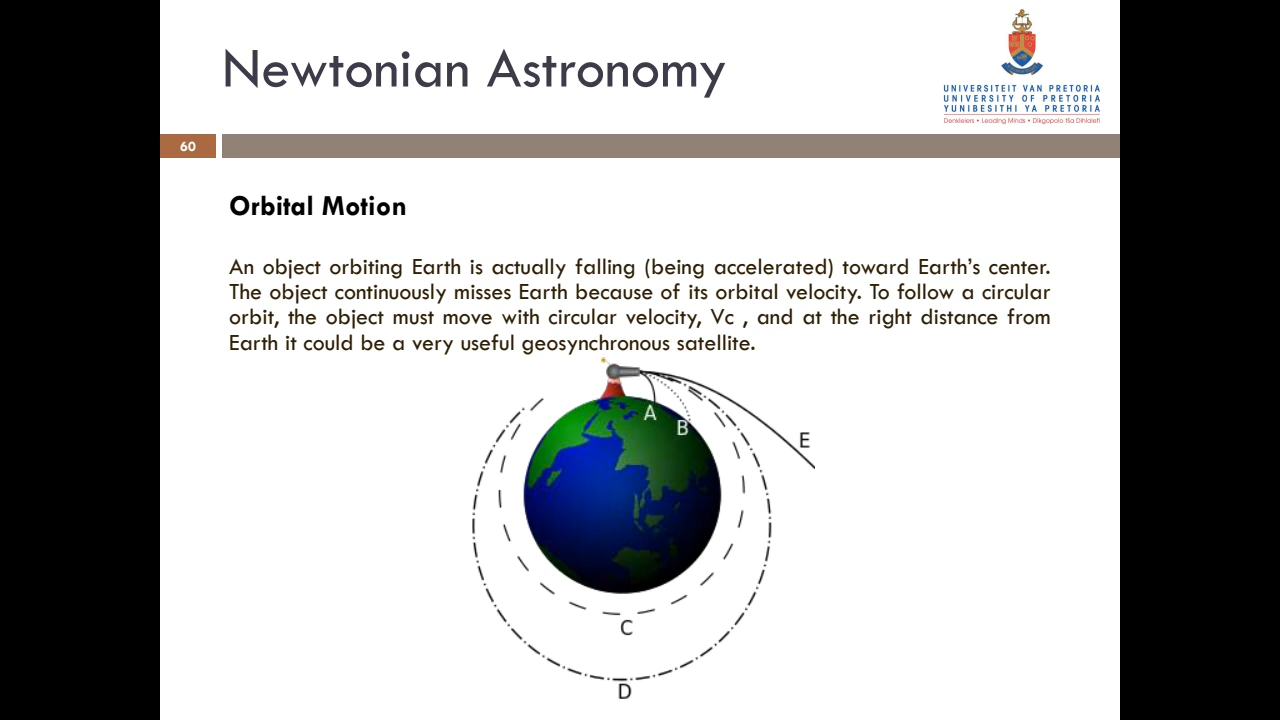 Newtonian Astronomy
UNIVERSITEIT VAN PRETORIA
UNIVERSITY OF PRETORIA
YUNIBESITHI YA PRETORIA
Denkleiers • Leading Minds • Dikgopolo tša Dihlalefi
60
Orbital Motion
An object orbiting Earth is actually falling (being accelerated) toward Earth’s center.
The object continuously misses Earth because of its orbital velocity. To follow a circular
orbit, the object must move with circular velocity, Vc , and at the right distance from
Earth it could be a very useful geosynchronous satellite.
A
B
E
C
D